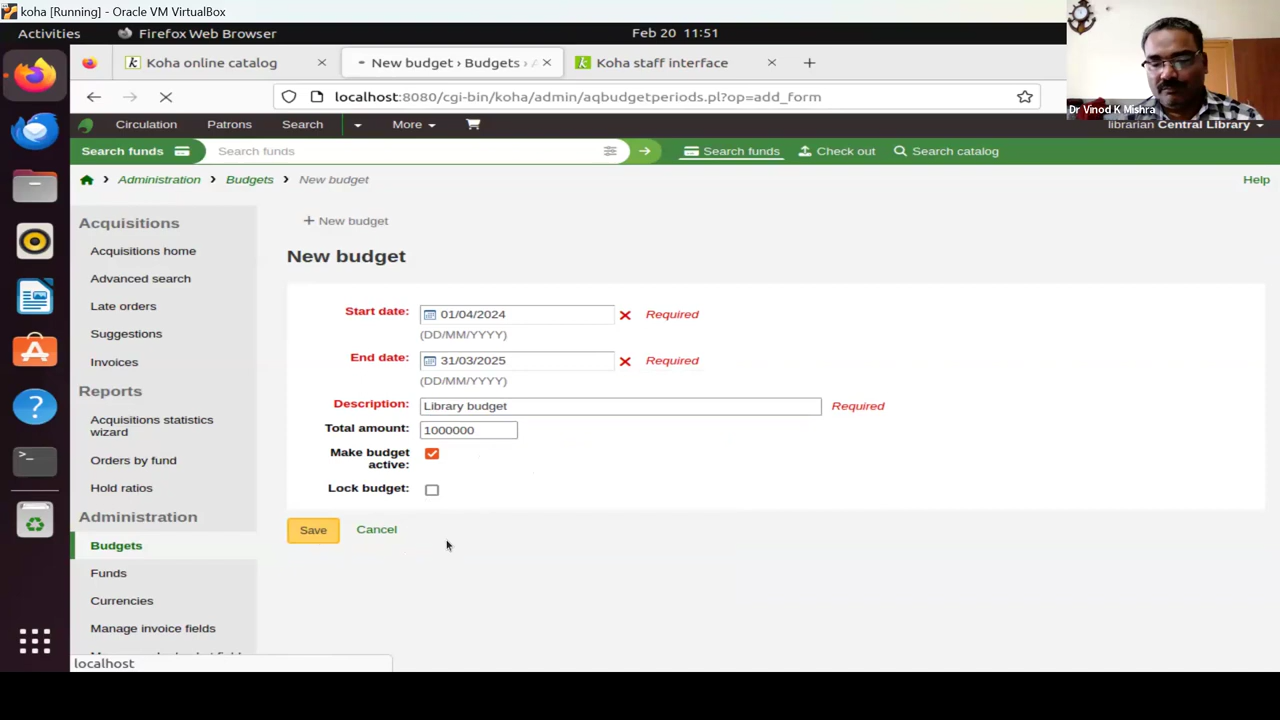 koha [Running] - Oracle VM VirtualBox
Activities Firefox Web Browser Feb 20 11:51
Koha online catalog New budget › Budgets › Koha staff interface
localhost:8080/cgi-bin/koha/admin/aqbudgetperiods.pl?op=add_form
Dr Vinod K Mishra
Circulation Patrons Search More librarian Central Library
Search funds Search funds Search funds Check out Search catalog
Administration Budgets New budget Help
Acquisitions
Acquisitions home
Advanced search
Late orders
Suggestions
Invoices
Reports
Acquisitions statistics
wizard
Orders by fund
Hold ratios
Administration
Budgets
Funds
Currencies
Manage invoice fields
+ New budget
New budget
Start date: 01/04/2024 Required
(DD/MM/YYYY)
End date: 31/03/2025 Required
(DD/MM/YYYY)
Description: Library budget Required
Total amount: 1000000
Make budget
active:
Lock budget:
Save Cancel
localhost